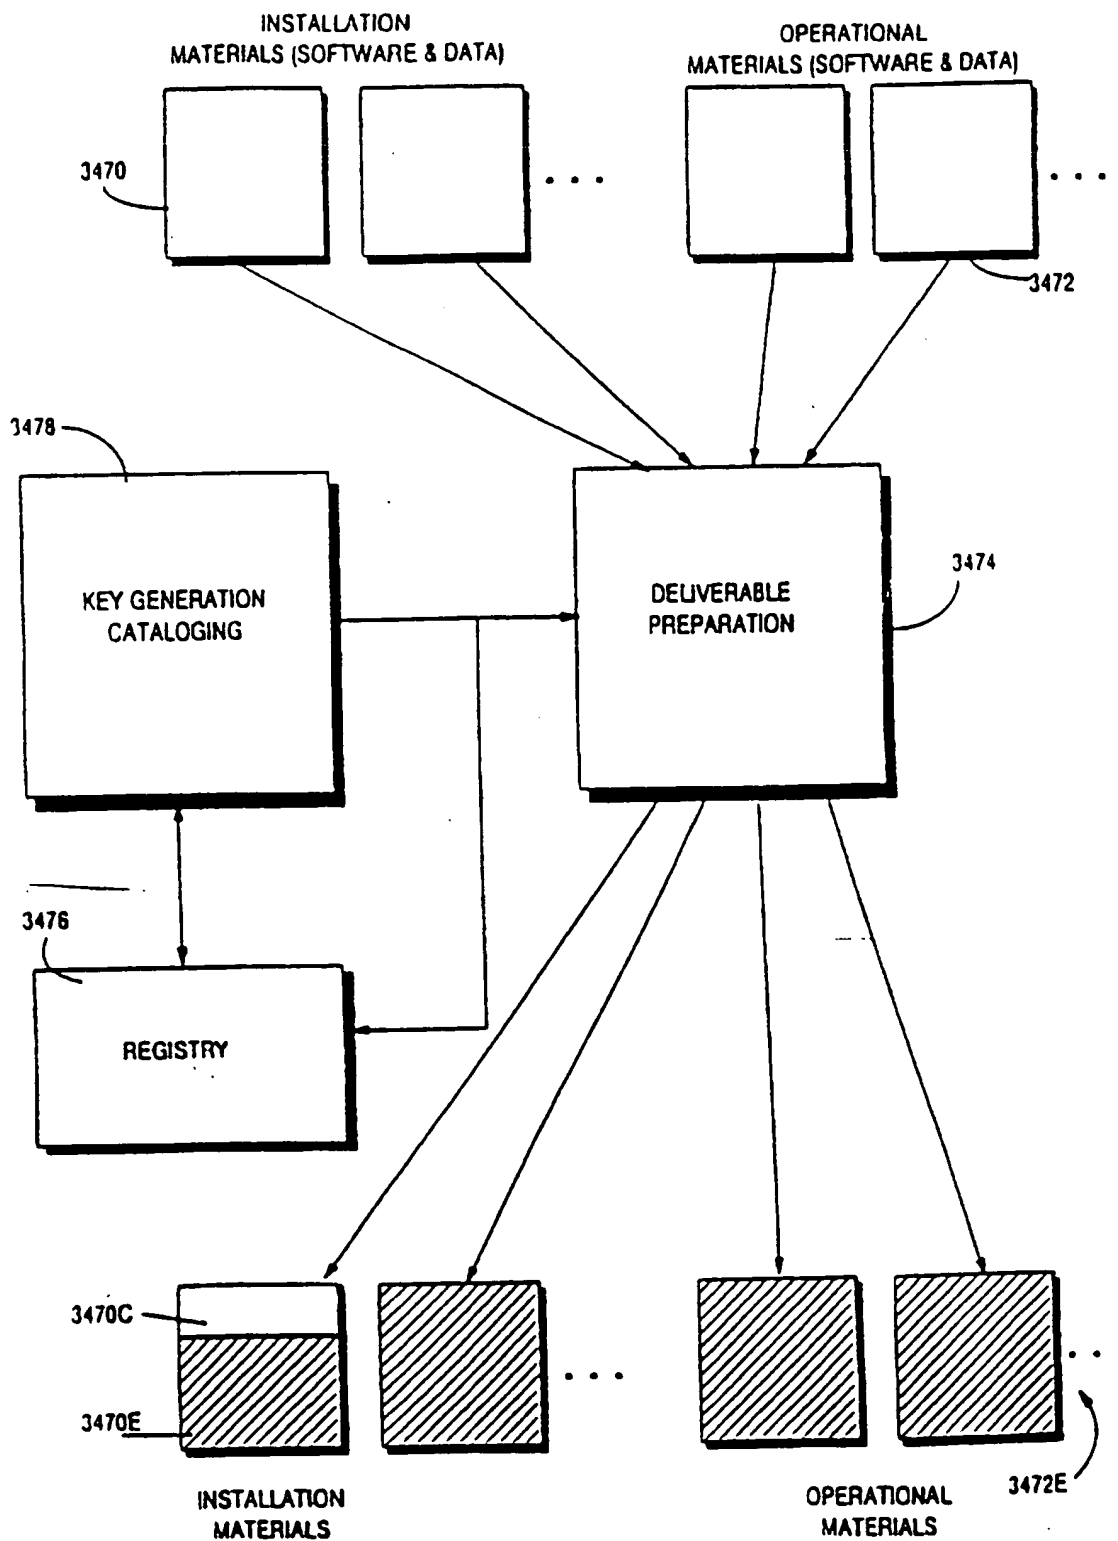 INSTALLATION
MATERIALS (SOFTWARE & DATA)
OPERATIONAL
MATERIALS (SOFTWARE & DATA)
3470
3472
3478
KEY GENERATION
CATALOGING
DELIVERABLE
PREPARATION
3474
3476
REGISTRY
3470C
3470E
3472E
INSTALLATION
MATERIALS
OPERATIONAL
MATERIALS